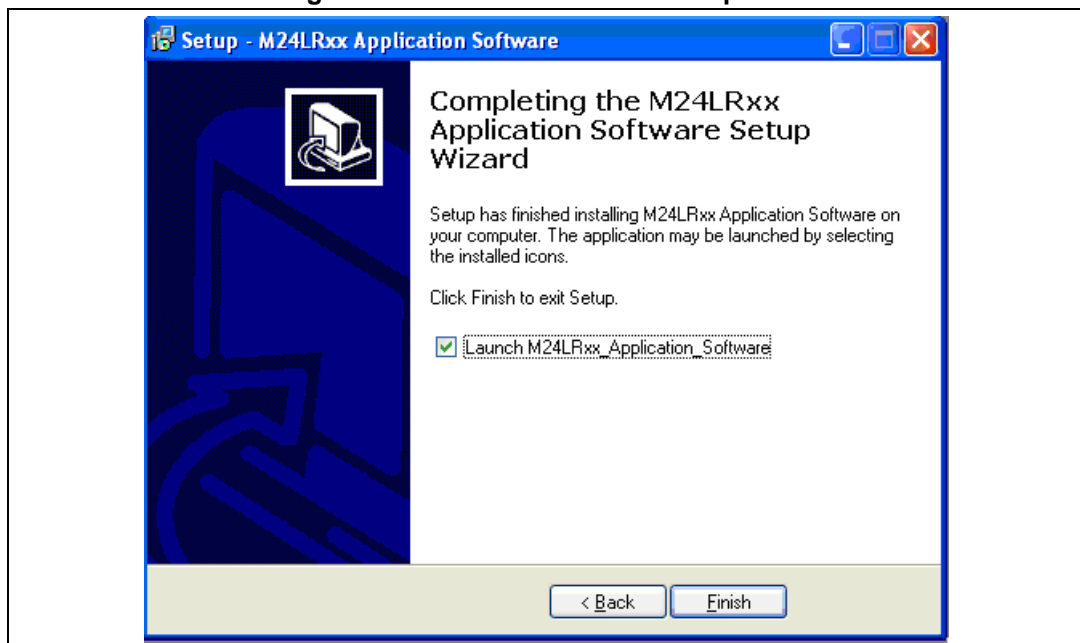 Setup - M24LRxx Application Software
Completing the M24LRxx
Application Software Setup
Wizard
Setup has finished installing M24LRxx Application Software on
your computer. The application may be launched by selecting
the installed icons.
Click Finish to exit Setup.
Launch M24LRxx_Application_Software
< Back
Finish